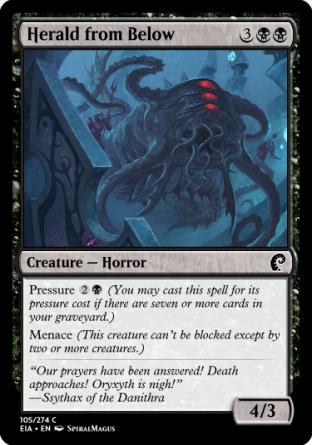 Herald from Below 3
Creature — Horror
Pressure 2 (You may cast this spell for its
pressure cost if there are seven or more cards in
your graveyard.)
Menace (This creature can't be blocked except by
two or more creatures.)
"Our prayers have been answered! Death
approaches! Oryxyth is nigh!"
—Ssythax of the Danithra
4/3
105/274 C
EIA • EN SpiralMagus